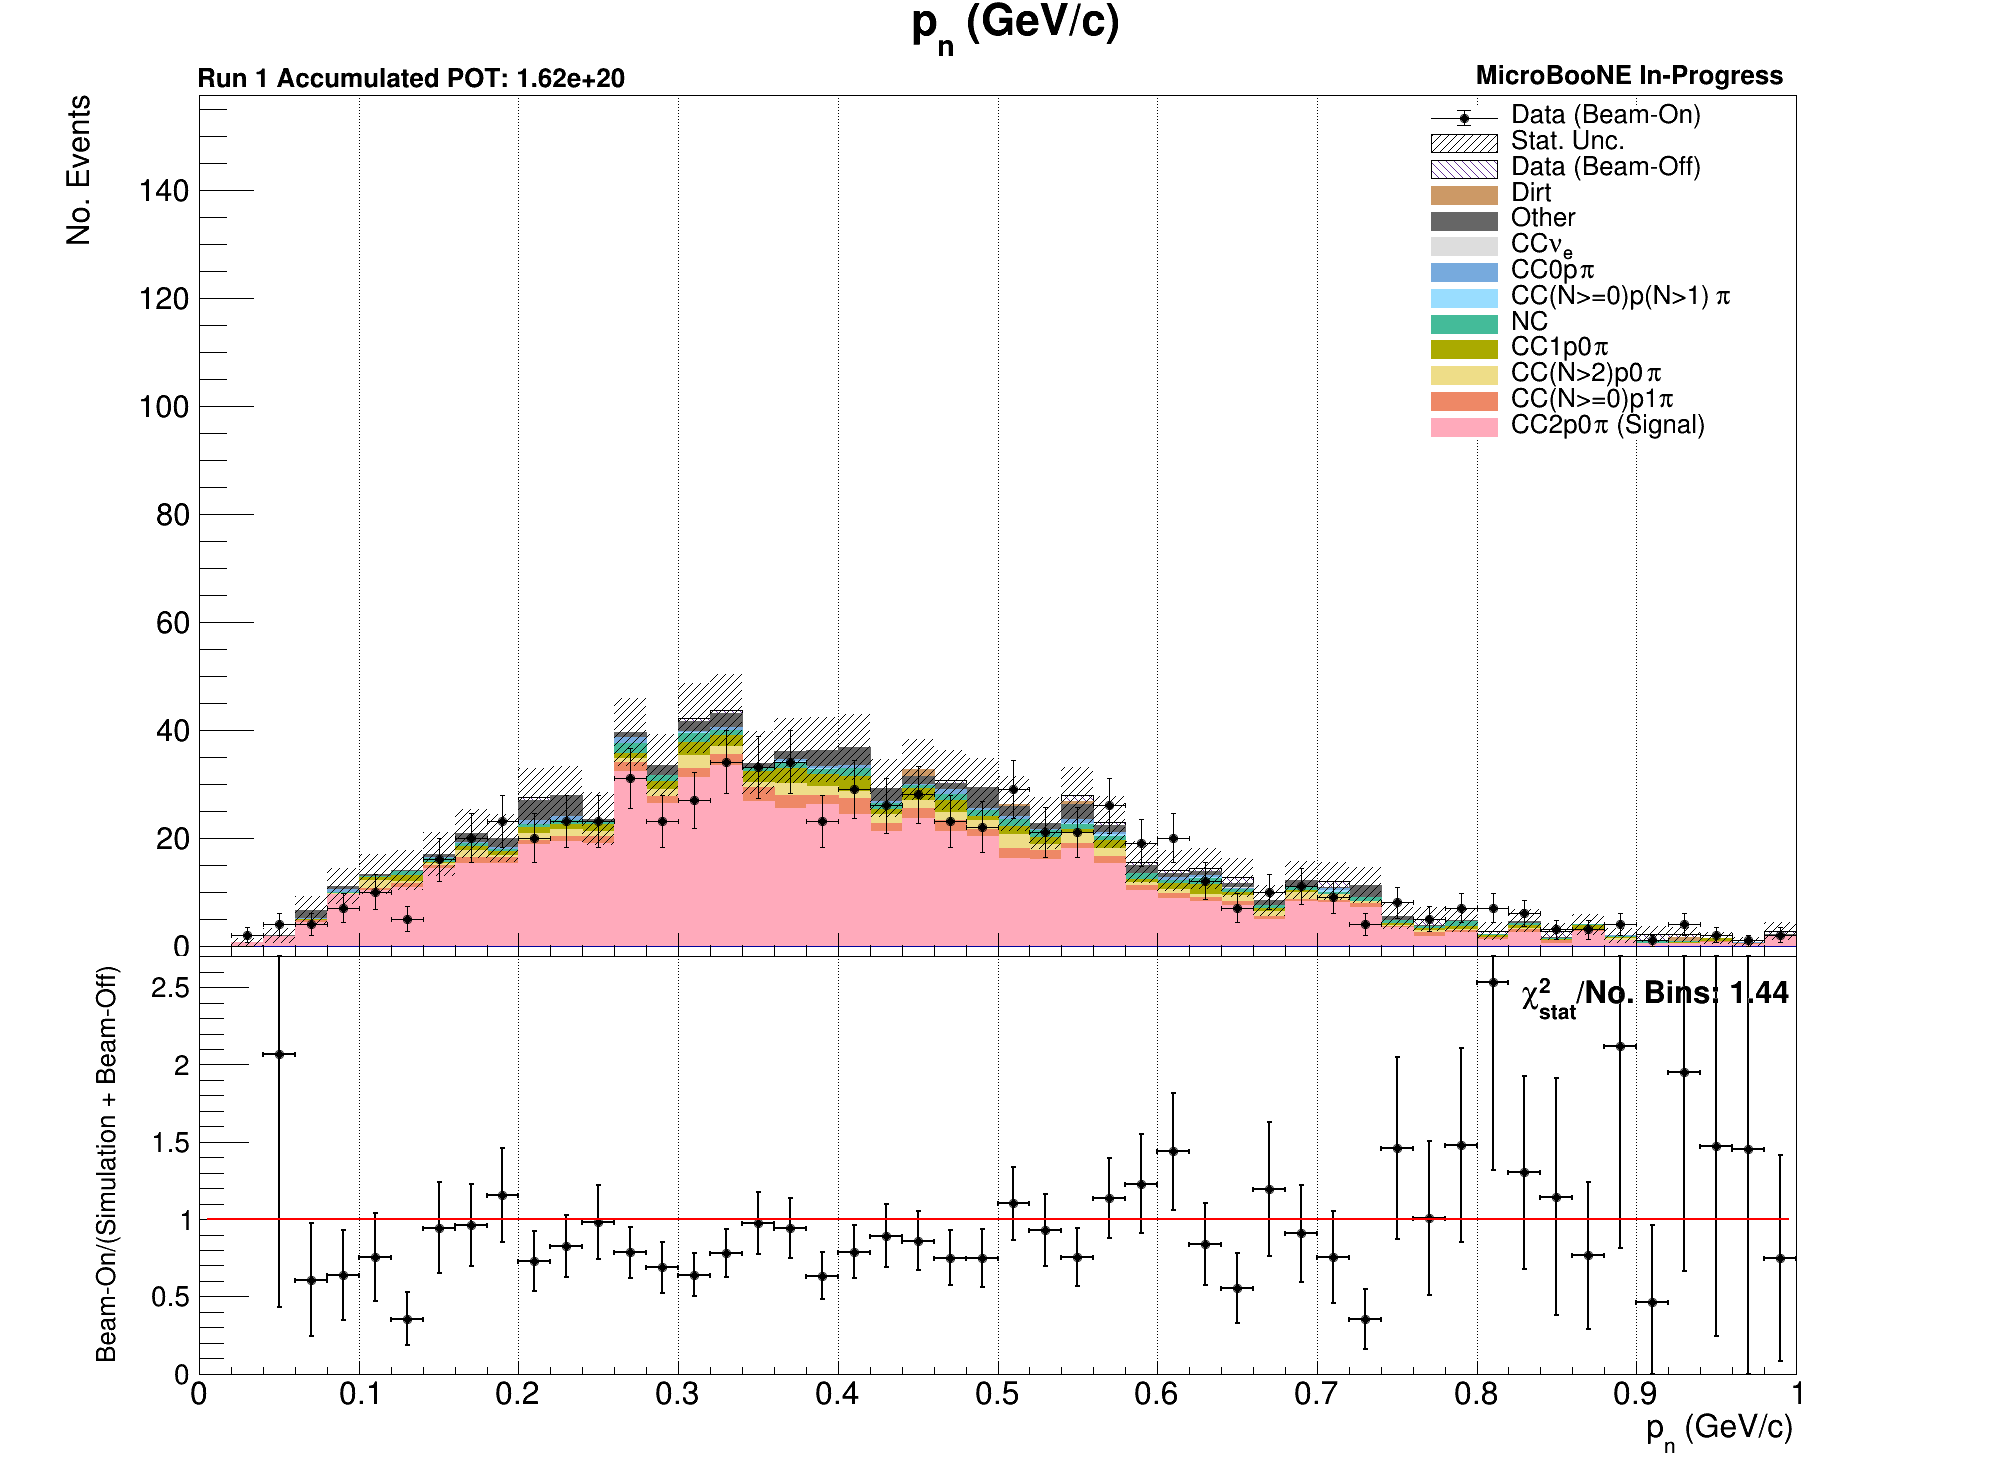 pₙ (GeV/c)
Run 1 Accumulated POT: 1.62e+20
MicroBooNE In-Progress
No. Events
140
120
100
80
60
40
20
0
Data (Beam-On)
Stat. Unc.
Data (Beam-Off)
Dirt
Other
CCνₑ
CC0pπ
CC(N>=0)p(N>1) π
NC
CC1p0π
CC(N>2)p0π
CC(N>=0)p1π
CC2p0π (Signal)
Beam-On/(Simulation + Beam-Off)
2.5
2
1.5
1
0.5
0
χ²stat/No. Bins: 1.44
0 0.1 0.2 0.3 0.4 0.5 0.6 0.7 0.8 0.9 1
pₙ (GeV/c)